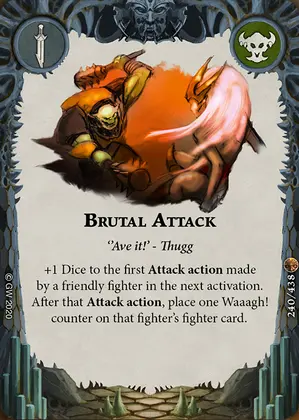 BRUTAL ATTACK
‘’Ave it!’ - Thugg
+1 Dice to the first Attack action made
by a friendly fighter in the next activation.
After that Attack action, place one Waaagh!
counter on that fighter's fighter card.
© GW 2020
240/438